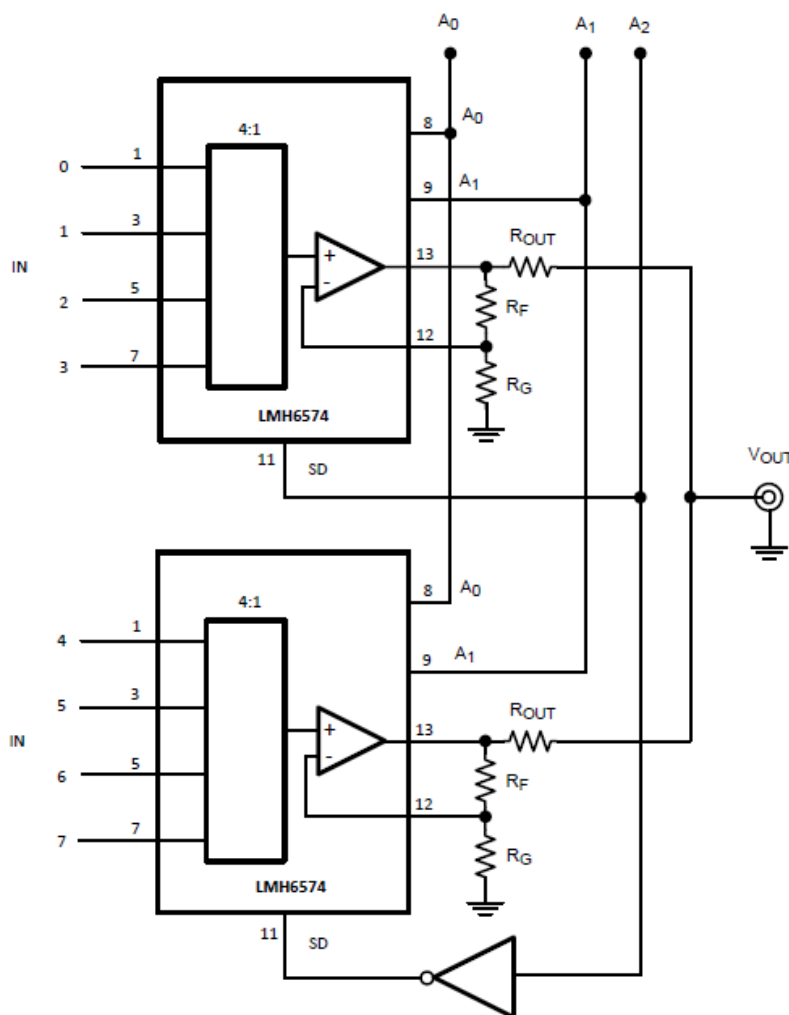 A0 A1 A2
8 A0
4:1
0 1
9 A1
1 3
IN
+
-
13
ROUT
2 5
RF
12
3 7
RG
LMH6574
11 SD
VOUT
8 A0
4:1
4 1
9 A1
5 3
IN
+
-
13
ROUT
6 5
RF
12
7 7
RG
LMH6574
11 SD